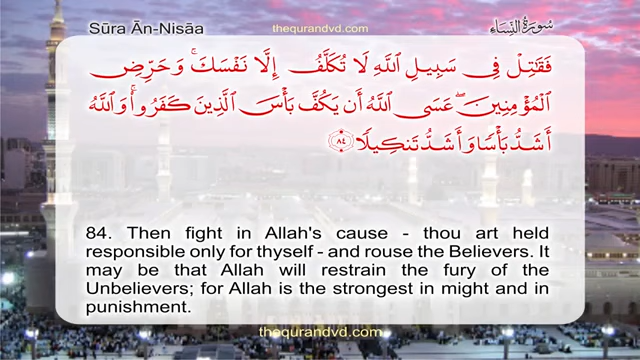 Sūra Ān-Nisāa
thequrandvd.com
سُورَةُ النِّسَاءِ
فَقَٰتِلْ فِي سَبِيلِ ٱللَّهِ لَا تُكَلَّفُ إِلَّا نَفْسَكَ ۚ وَحَرِّضِ
ٱلْمُؤْمِنِينَ ۖ عَسَى ٱللَّهُ أَن يَكُفَّ بَأْسَ ٱلَّذِينَ كَفَرُوا۟ ۚ وَٱللَّهُ
أَشَدُّ بَأْسًا وَأَشَدُّ تَنكِيلًا ٨٤
84. Then fight in Allah's cause - thou art held
responsible only for thyself - and rouse the Believers. It
may be that Allah will restrain the fury of the
Unbelievers; for Allah is the strongest in might and in
punishment.
thequrandvd.com